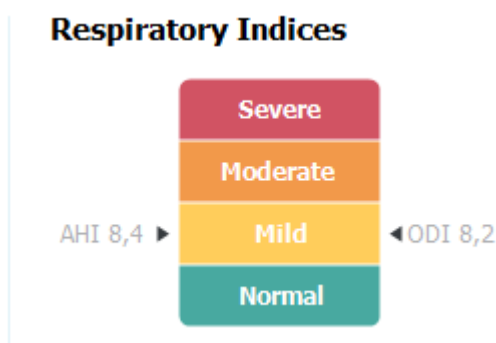 Respiratory Indices
Severe
Moderate
AHI 8,4 Mild ODI 8,2
Normal